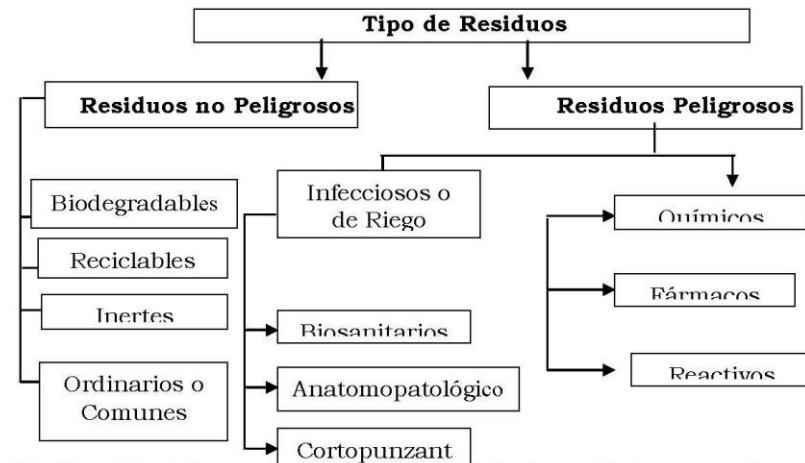 Tipo de Residuos
Residuos no Peligrosos
Residuos Peligrosos
Biodegradables
Reciclables
Inertes
Ordinarios o
Comunes
Infecciosos o
de Riego
Biosanitarios
Anatomopatológico
Cortopunzant
Químicos
Fármacos
Reactivos